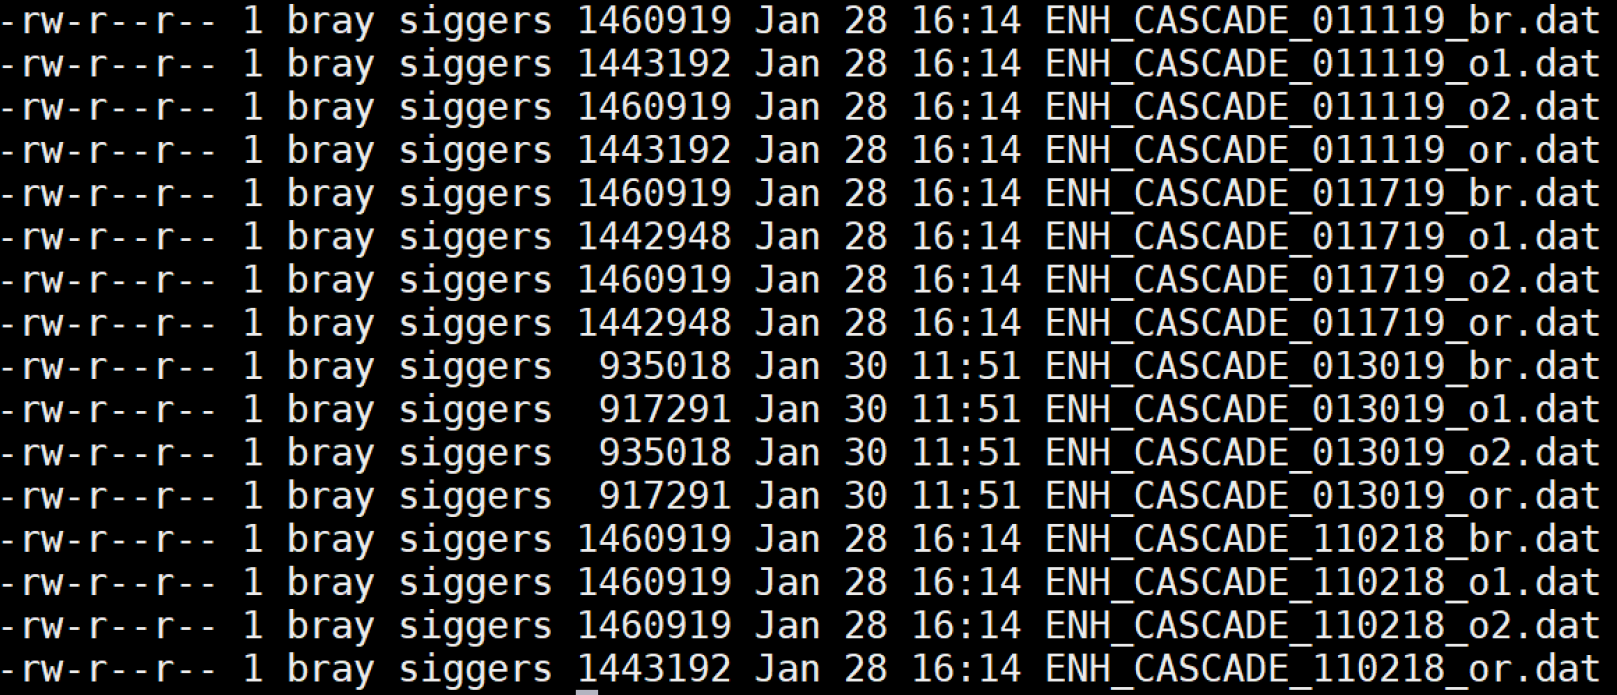 -rw-r--r-- 1 bray siggers 1460919 Jan 28 16:14 ENH_CASCADE_011119_br.dat
-rw-r--r-- 1 bray siggers 1443192 Jan 28 16:14 ENH_CASCADE_011119_o1.dat
-rw-r--r-- 1 bray siggers 1460919 Jan 28 16:14 ENH_CASCADE_011119_o2.dat
-rw-r--r-- 1 bray siggers 1443192 Jan 28 16:14 ENH_CASCADE_011119_or.dat
-rw-r--r-- 1 bray siggers 1460919 Jan 28 16:14 ENH_CASCADE_011719_br.dat
-rw-r--r-- 1 bray siggers 1442948 Jan 28 16:14 ENH_CASCADE_011719_o1.dat
-rw-r--r-- 1 bray siggers 1460919 Jan 28 16:14 ENH_CASCADE_011719_o2.dat
-rw-r--r-- 1 bray siggers 1442948 Jan 28 16:14 ENH_CASCADE_011719_or.dat
-rw-r--r-- 1 bray siggers  935018 Jan 30 11:51 ENH_CASCADE_013019_br.dat
-rw-r--r-- 1 bray siggers  917291 Jan 30 11:51 ENH_CASCADE_013019_o1.dat
-rw-r--r-- 1 bray siggers  935018 Jan 30 11:51 ENH_CASCADE_013019_o2.dat
-rw-r--r-- 1 bray siggers  917291 Jan 30 11:51 ENH_CASCADE_013019_or.dat
-rw-r--r-- 1 bray siggers 1460919 Jan 28 16:14 ENH_CASCADE_110218_br.dat
-rw-r--r-- 1 bray siggers 1460919 Jan 28 16:14 ENH_CASCADE_110218_o1.dat
-rw-r--r-- 1 bray siggers 1460919 Jan 28 16:14 ENH_CASCADE_110218_o2.dat
-rw-r--r-- 1 bray siggers 1443192 Jan 28 16:14 ENH_CASCADE_110218_or.dat